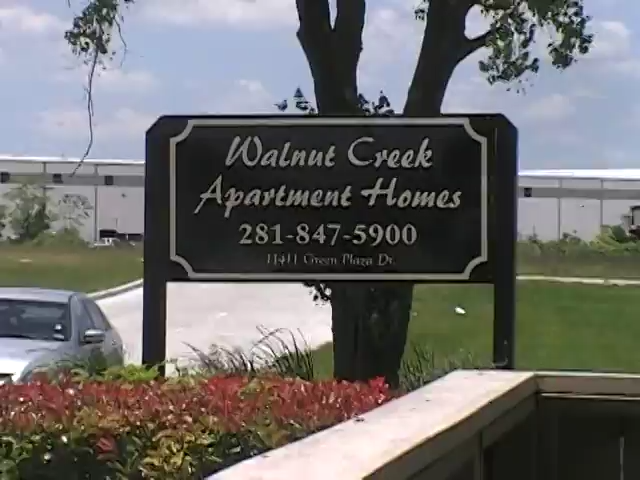 Walnut Creek
Apartment Homes
281-847-5900
11411 Green Plaza Dr.